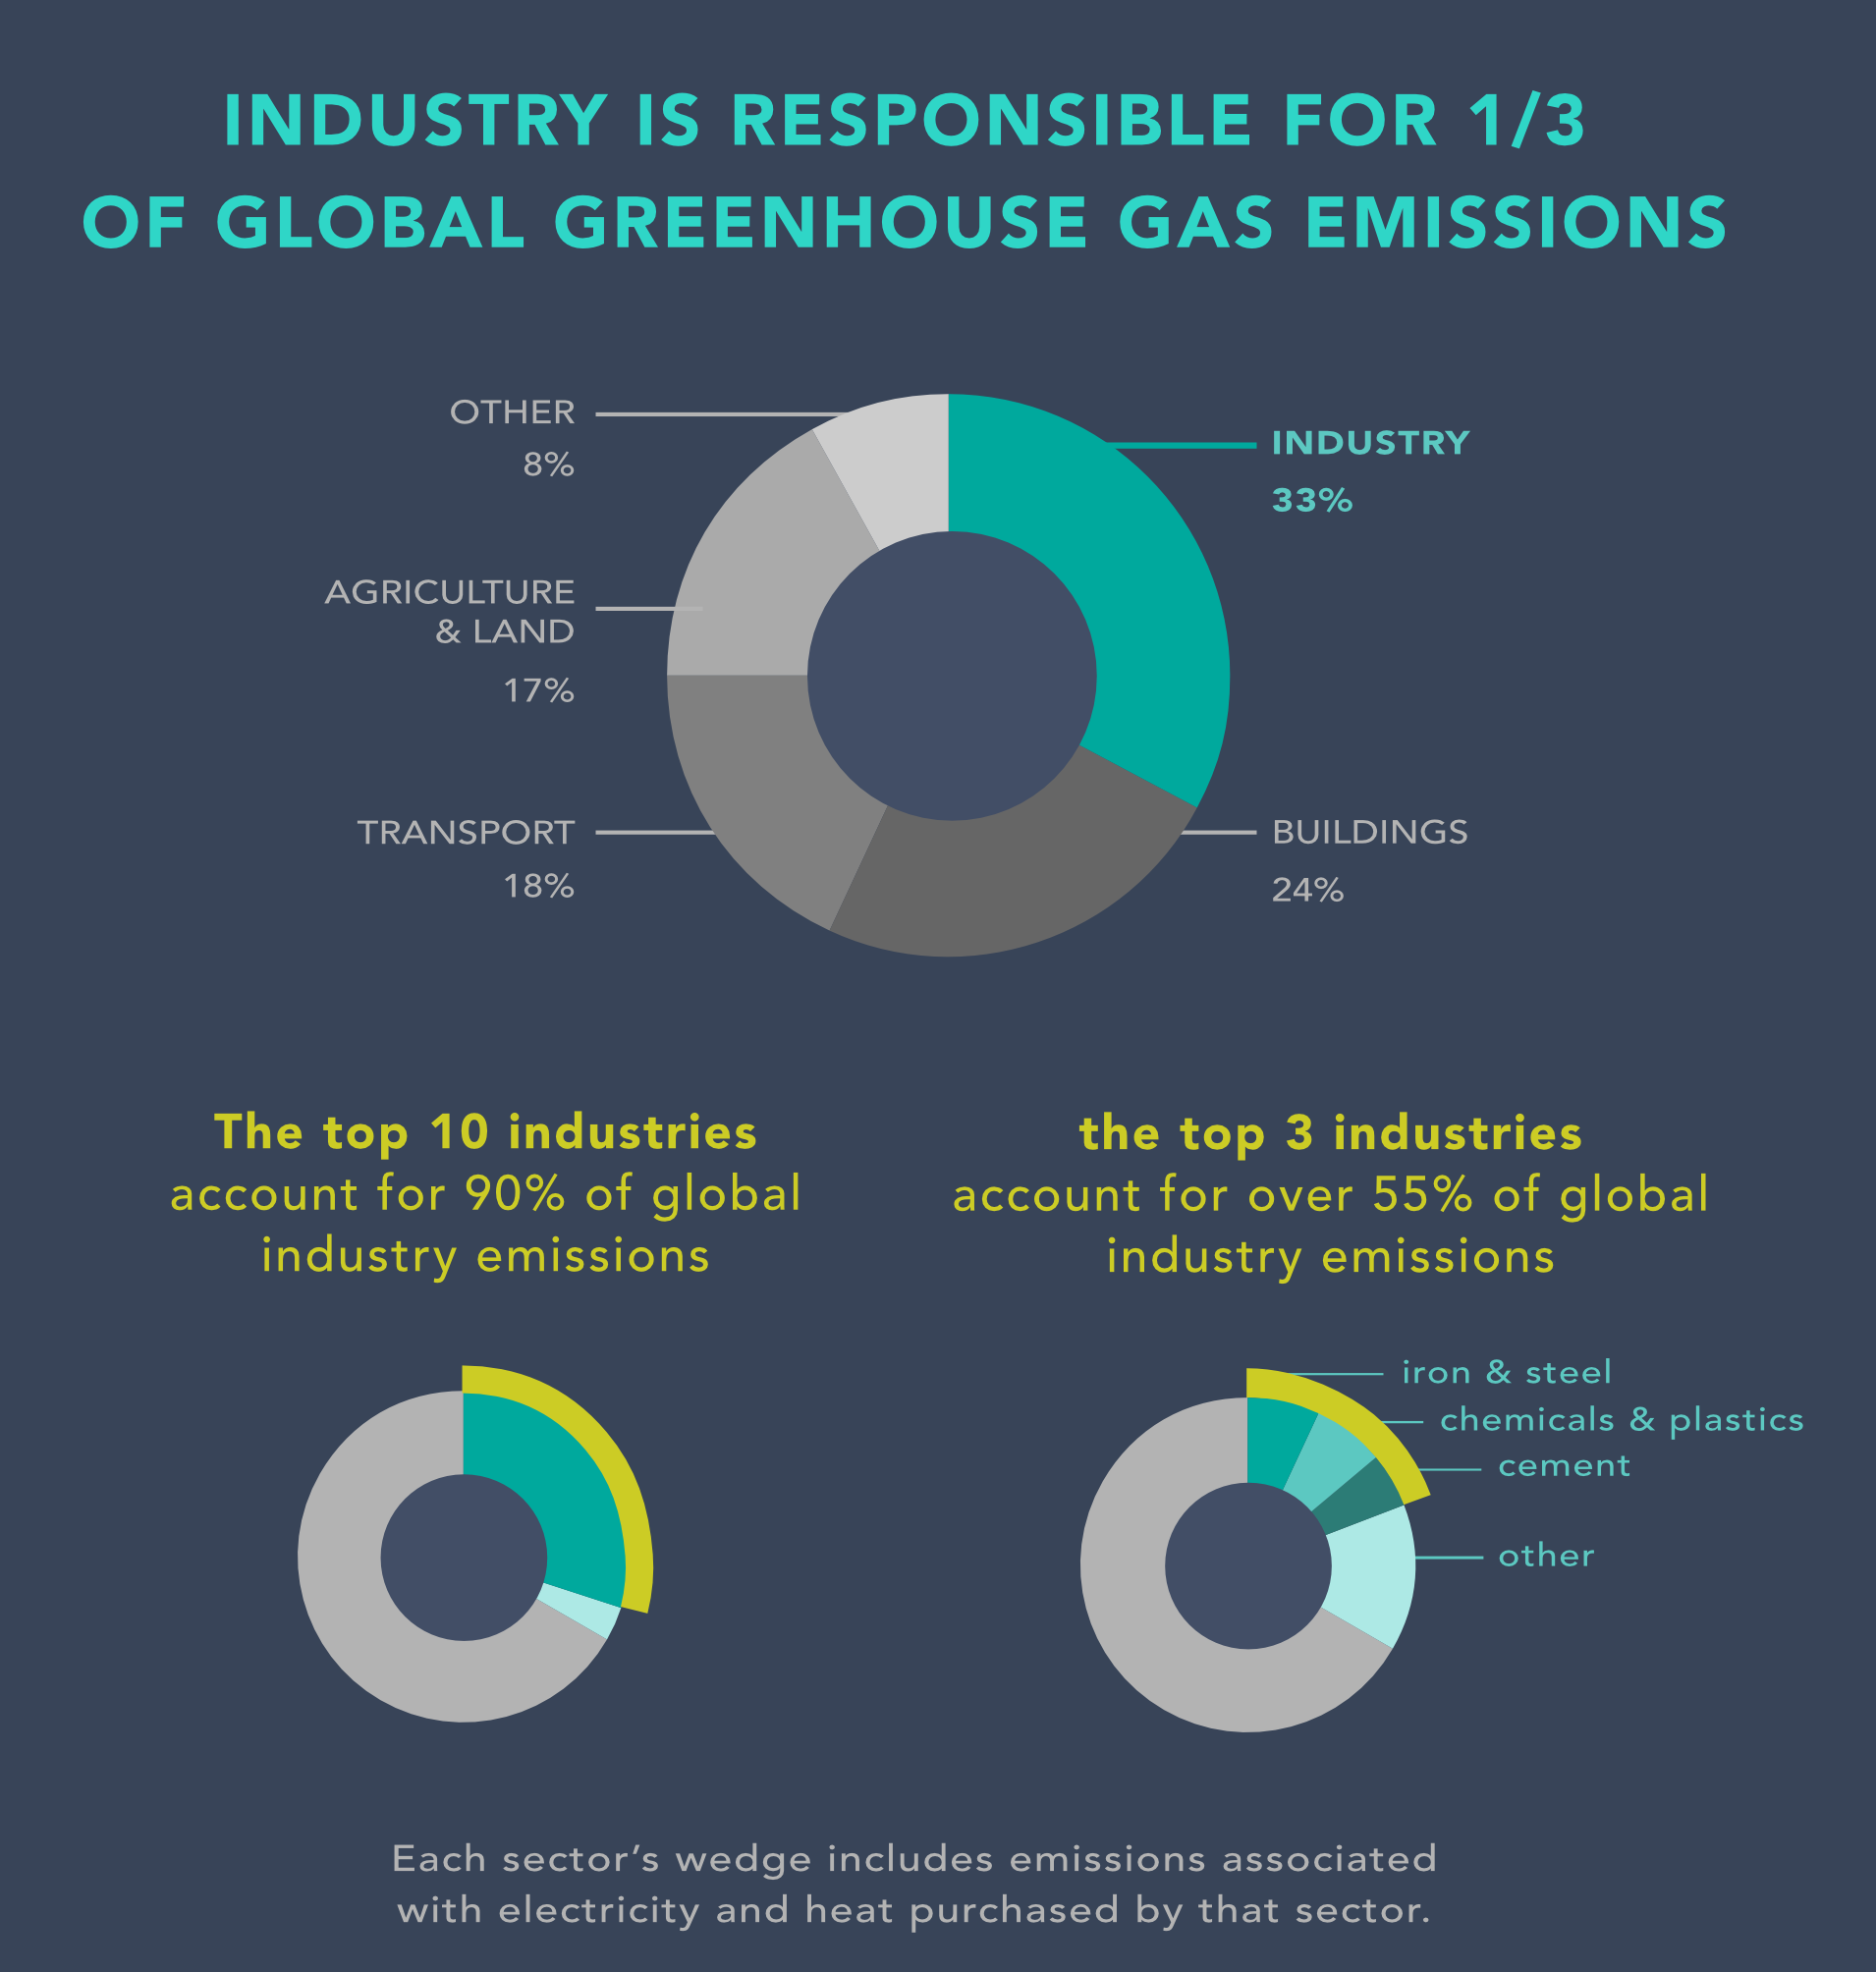 INDUSTRY IS RESPONSIBLE FOR 1/3
OF GLOBAL GREENHOUSE GAS EMISSIONS
OTHER
8%
INDUSTRY
33%
AGRICULTURE
& LAND
17%
TRANSPORT
18%
BUILDINGS
24%
The top 10 industries
account for 90% of global
industry emissions
the top 3 industries
account for over 55% of global
industry emissions
iron & steel
chemicals & plastics
cement
other
Each sector’s wedge includes emissions associated
with electricity and heat purchased by that sector.